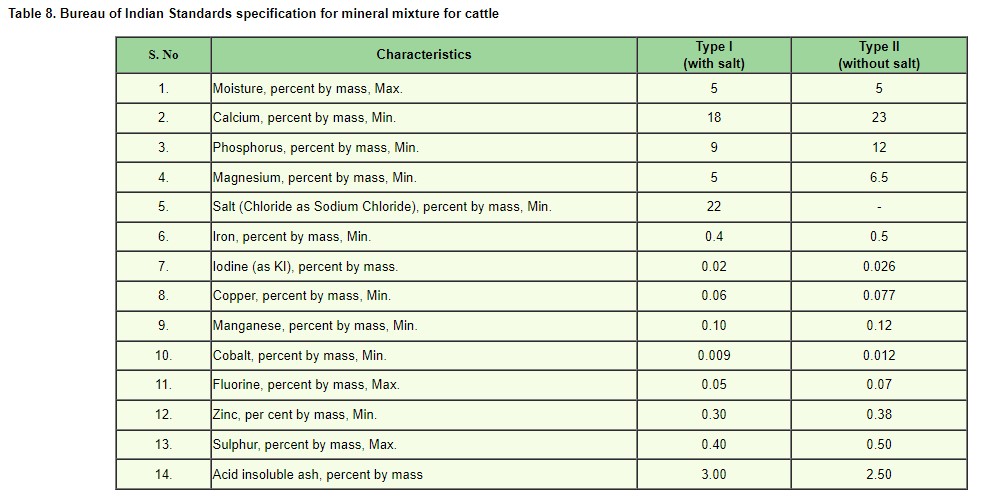 Table 8. Bureau of Indian Standards specification for mineral mixture for cattle
S. No Characteristics Type I (with salt) Type II (without salt)
1. Moisture, percent by mass, Max. 5 5
2. Calcium, percent by mass, Min. 18 23
3. Phosphorus, percent by mass, Min. 9 12
4. Magnesium, percent by mass, Min. 5 6.5
5. Salt (Chloride as Sodium Chloride), percent by mass, Min. 22 -
6. Iron, percent by mass, Min. 0.4 0.5
7. Iodine (as KI), percent by mass. 0.02 0.026
8. Copper, percent by mass, Min. 0.06 0.077
9. Manganese, percent by mass, Min. 0.10 0.12
10. Cobalt, percent by mass, Min. 0.009 0.012
11. Fluorine, percent by mass, Max. 0.05 0.07
12. Zinc, per cent by mass, Min. 0.30 0.38
13. Sulphur, percent by mass, Max. 0.40 0.50
14. Acid insoluble ash, percent by mass 3.00 2.50